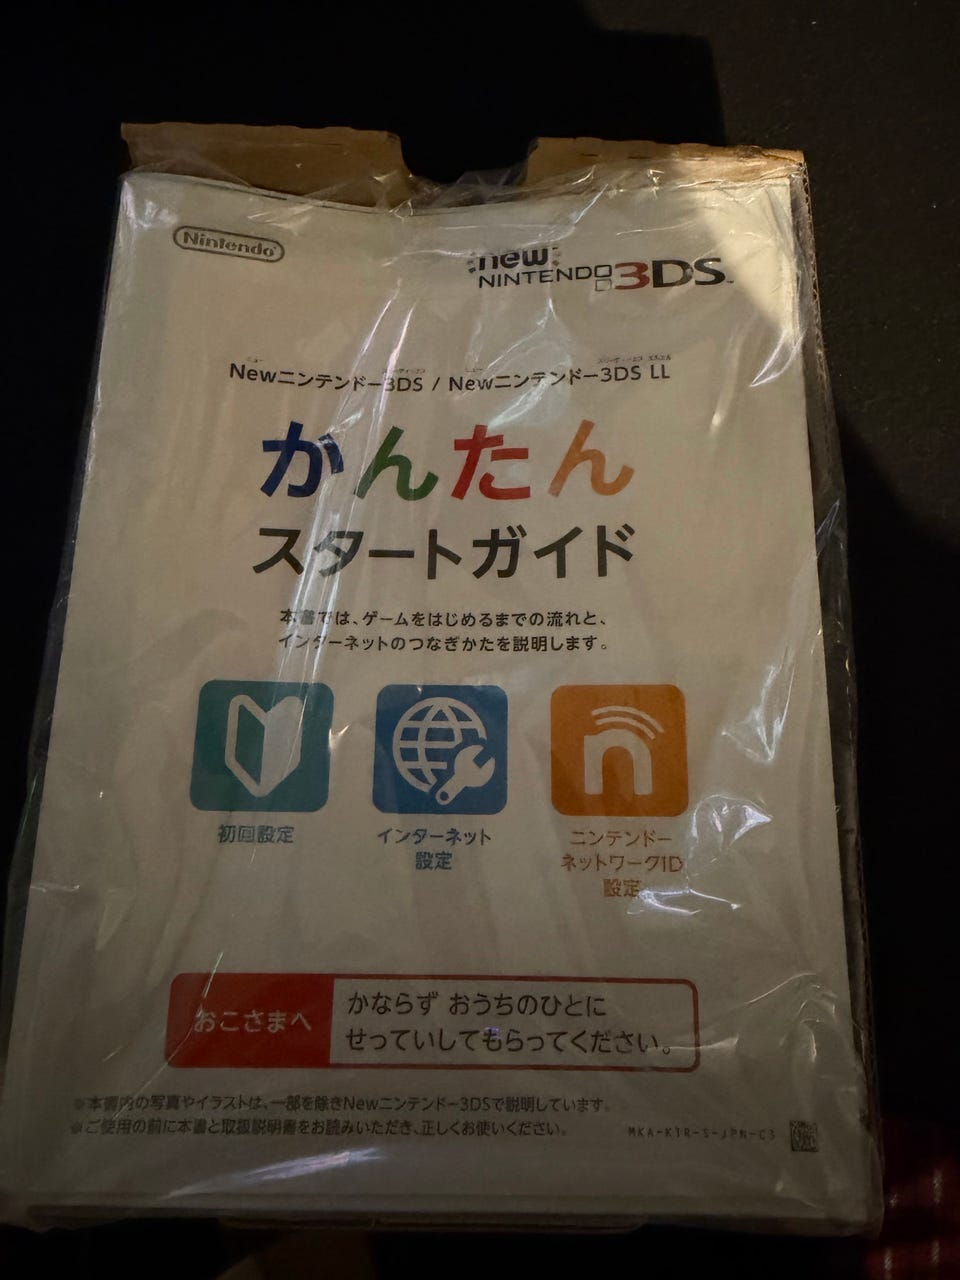 Nintendo
new
NINTENDO 3DS™
Newニンテンドー3DS / Newニンテンドー3DS LL
かんたん
スタートガイド
本書では、ゲームをはじめるまでの流れと、
インターネットのつなぎかたを説明します。
初回設定
インターネット
設定
ニンテンドー
ネットワークID
設定
おこさまへ
かならず おうちのひとに
せっていしてもらってください。
※本書内の写真やイラストは、一部を除きNewニンテンドー3DSで説明しています。
※ご使用の前に本書と取扱説明書をお読みいただき、正しくお使いください。
MKA-KTR-S-JPN-C3